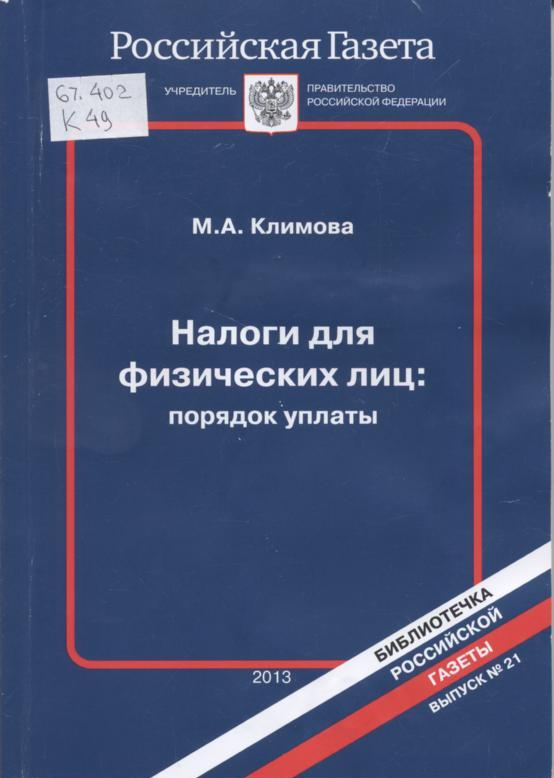 Российская Газета
67.402
К 49
УЧРЕДИТЕЛЬ
ПРАВИТЕЛЬСТВО
РОССИЙСКОЙ ФЕДЕРАЦИИ
М.А. Климова
Налоги для
физических лиц:
порядок уплаты
БИБЛИОТЕЧКА
РОССИЙСКОЙ
ГАЗЕТЫ
ВЫПУСК № 21
2013